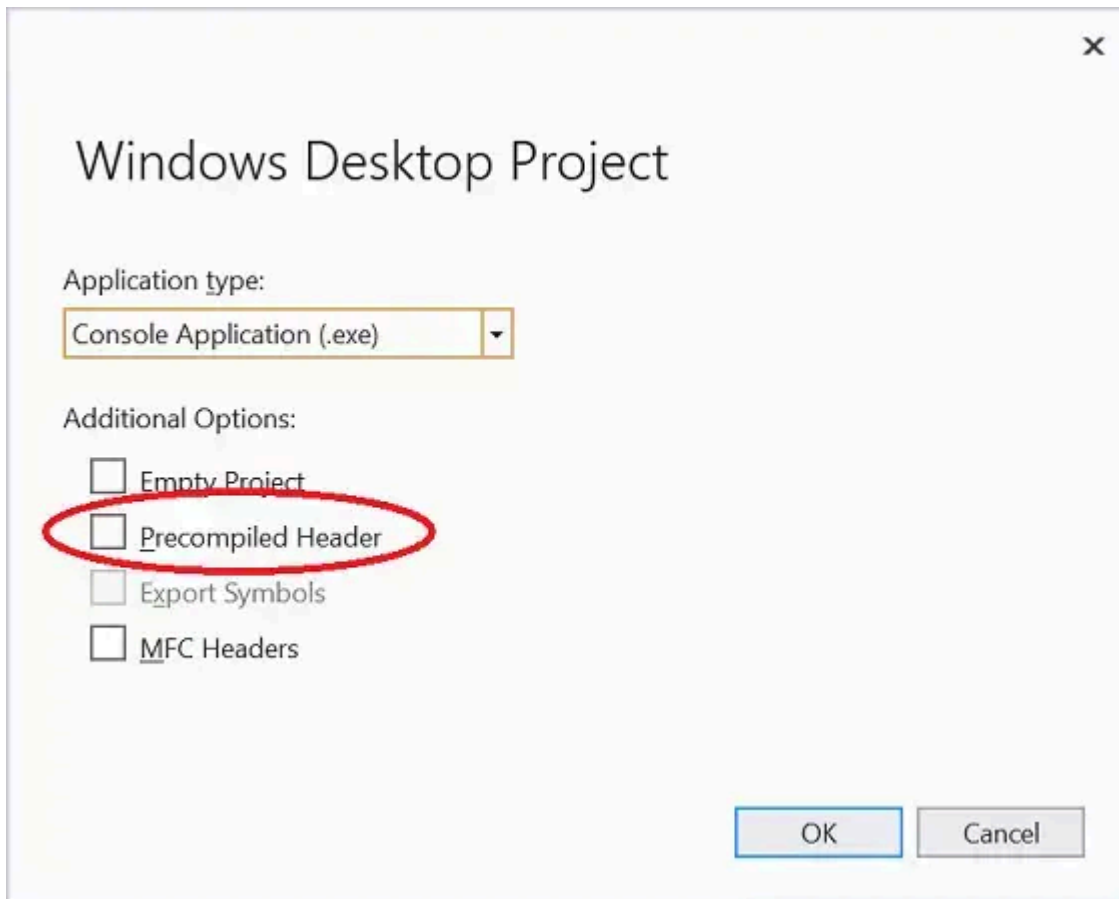 Windows Desktop Project
Application type:
Console Application (.exe)
Additional Options:
Empty Project
Precompiled Header
Export Symbols
MFC Headers
OK
Cancel